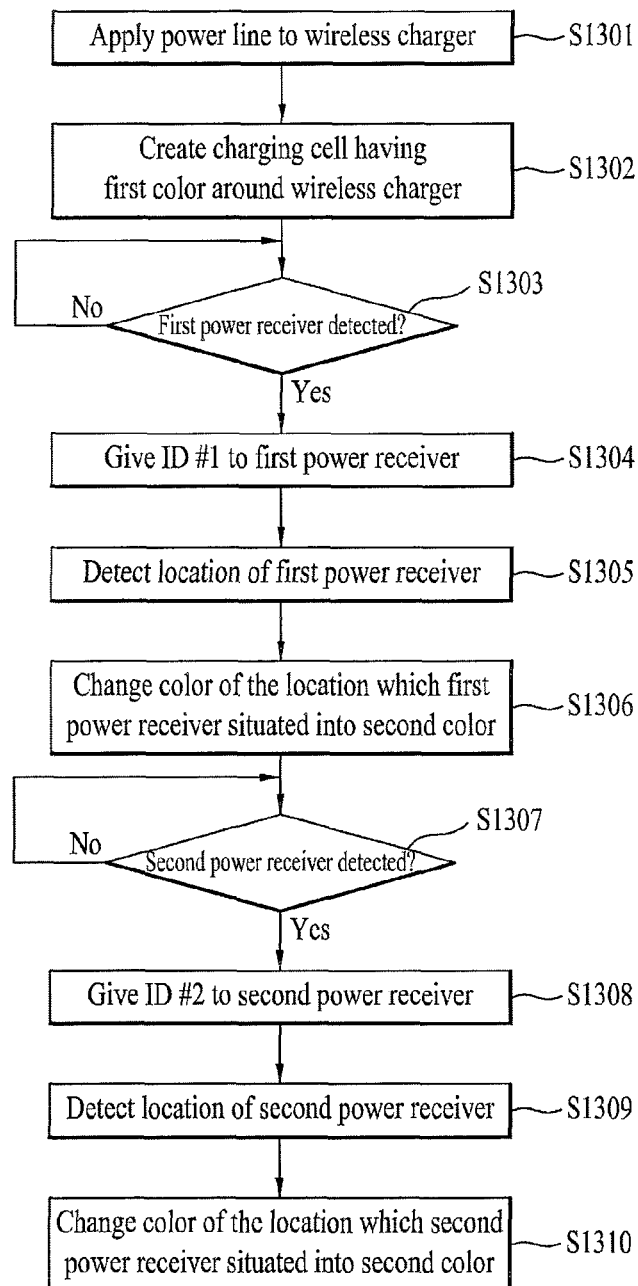 Apply power line to wireless charger
S1301
Create charging cell having
first color around wireless charger
S1302
S1303
No
First power receiver detected?
Yes
Give ID #1 to first power receiver
S1304
Detect location of first power receiver
S1305
Change color of the location which first
power receiver situated into second color
S1306
S1307
No
Second power receiver detected?
Yes
Give ID #2 to second power receiver
S1308
Detect location of second power receiver
S1309
Change color of the location which second
power receiver situated into second color
S1310